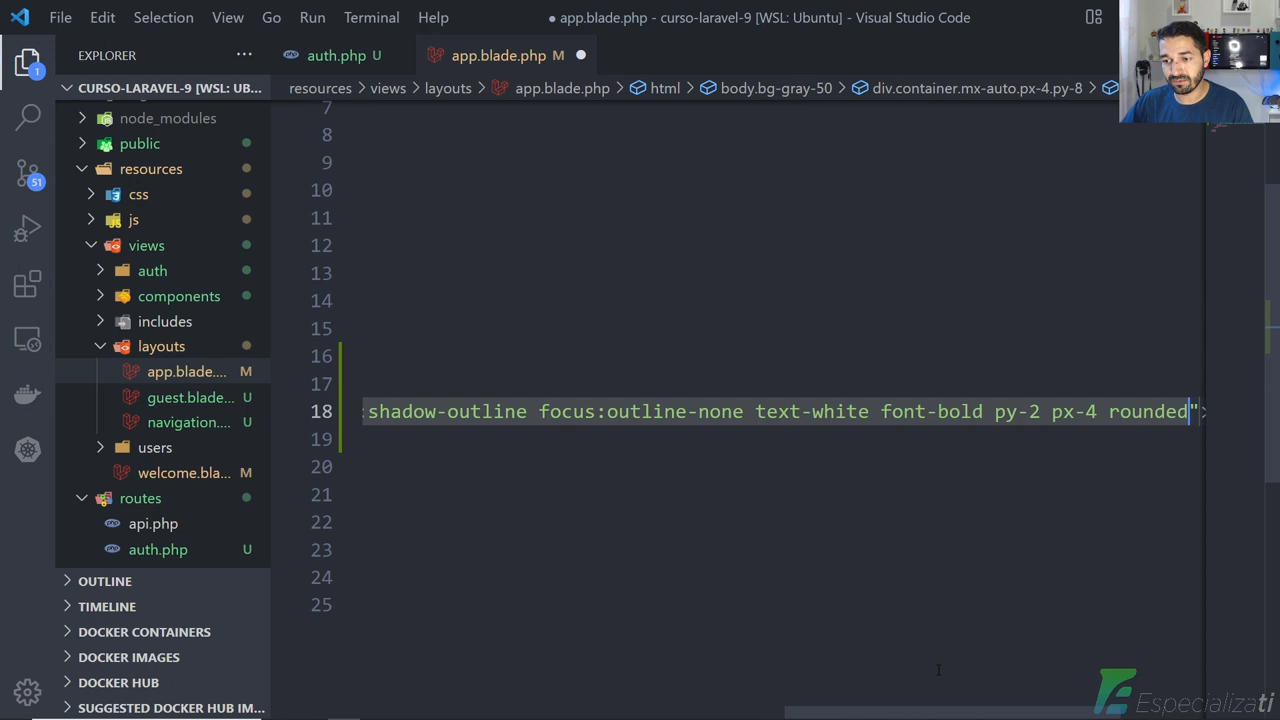 File Edit Selection View Go Run Terminal Help
● app.blade.php - curso-laravel-9 [WSL: Ubuntu] - Visual Studio Code
EXPLORER
auth.php U
app.blade.php M
CURSO-LARAVEL-9 [WSL: UB...
resources > views > layouts > app.blade.php > html > body.bg-gray-50 > div.container.mx-auto.px-4.py-8 >
node_modules
public
resources
css
js
views
auth
components
includes
layouts
app.blade.... M
guest.blade... U
navigation.... U
users
welcome.bla... M
routes
api.php
auth.php U
OUTLINE
TIMELINE
DOCKER CONTAINERS
DOCKER IMAGES
DOCKER HUB
SUGGESTED DOCKER HUB IM...
1
51
7
8
9
10
11
12
13
14
15
16
17
18 :shadow-outline focus:outline-none text-white font-bold py-2 px-4 rounded">
19
20
21
22
23
24
25
Especializati